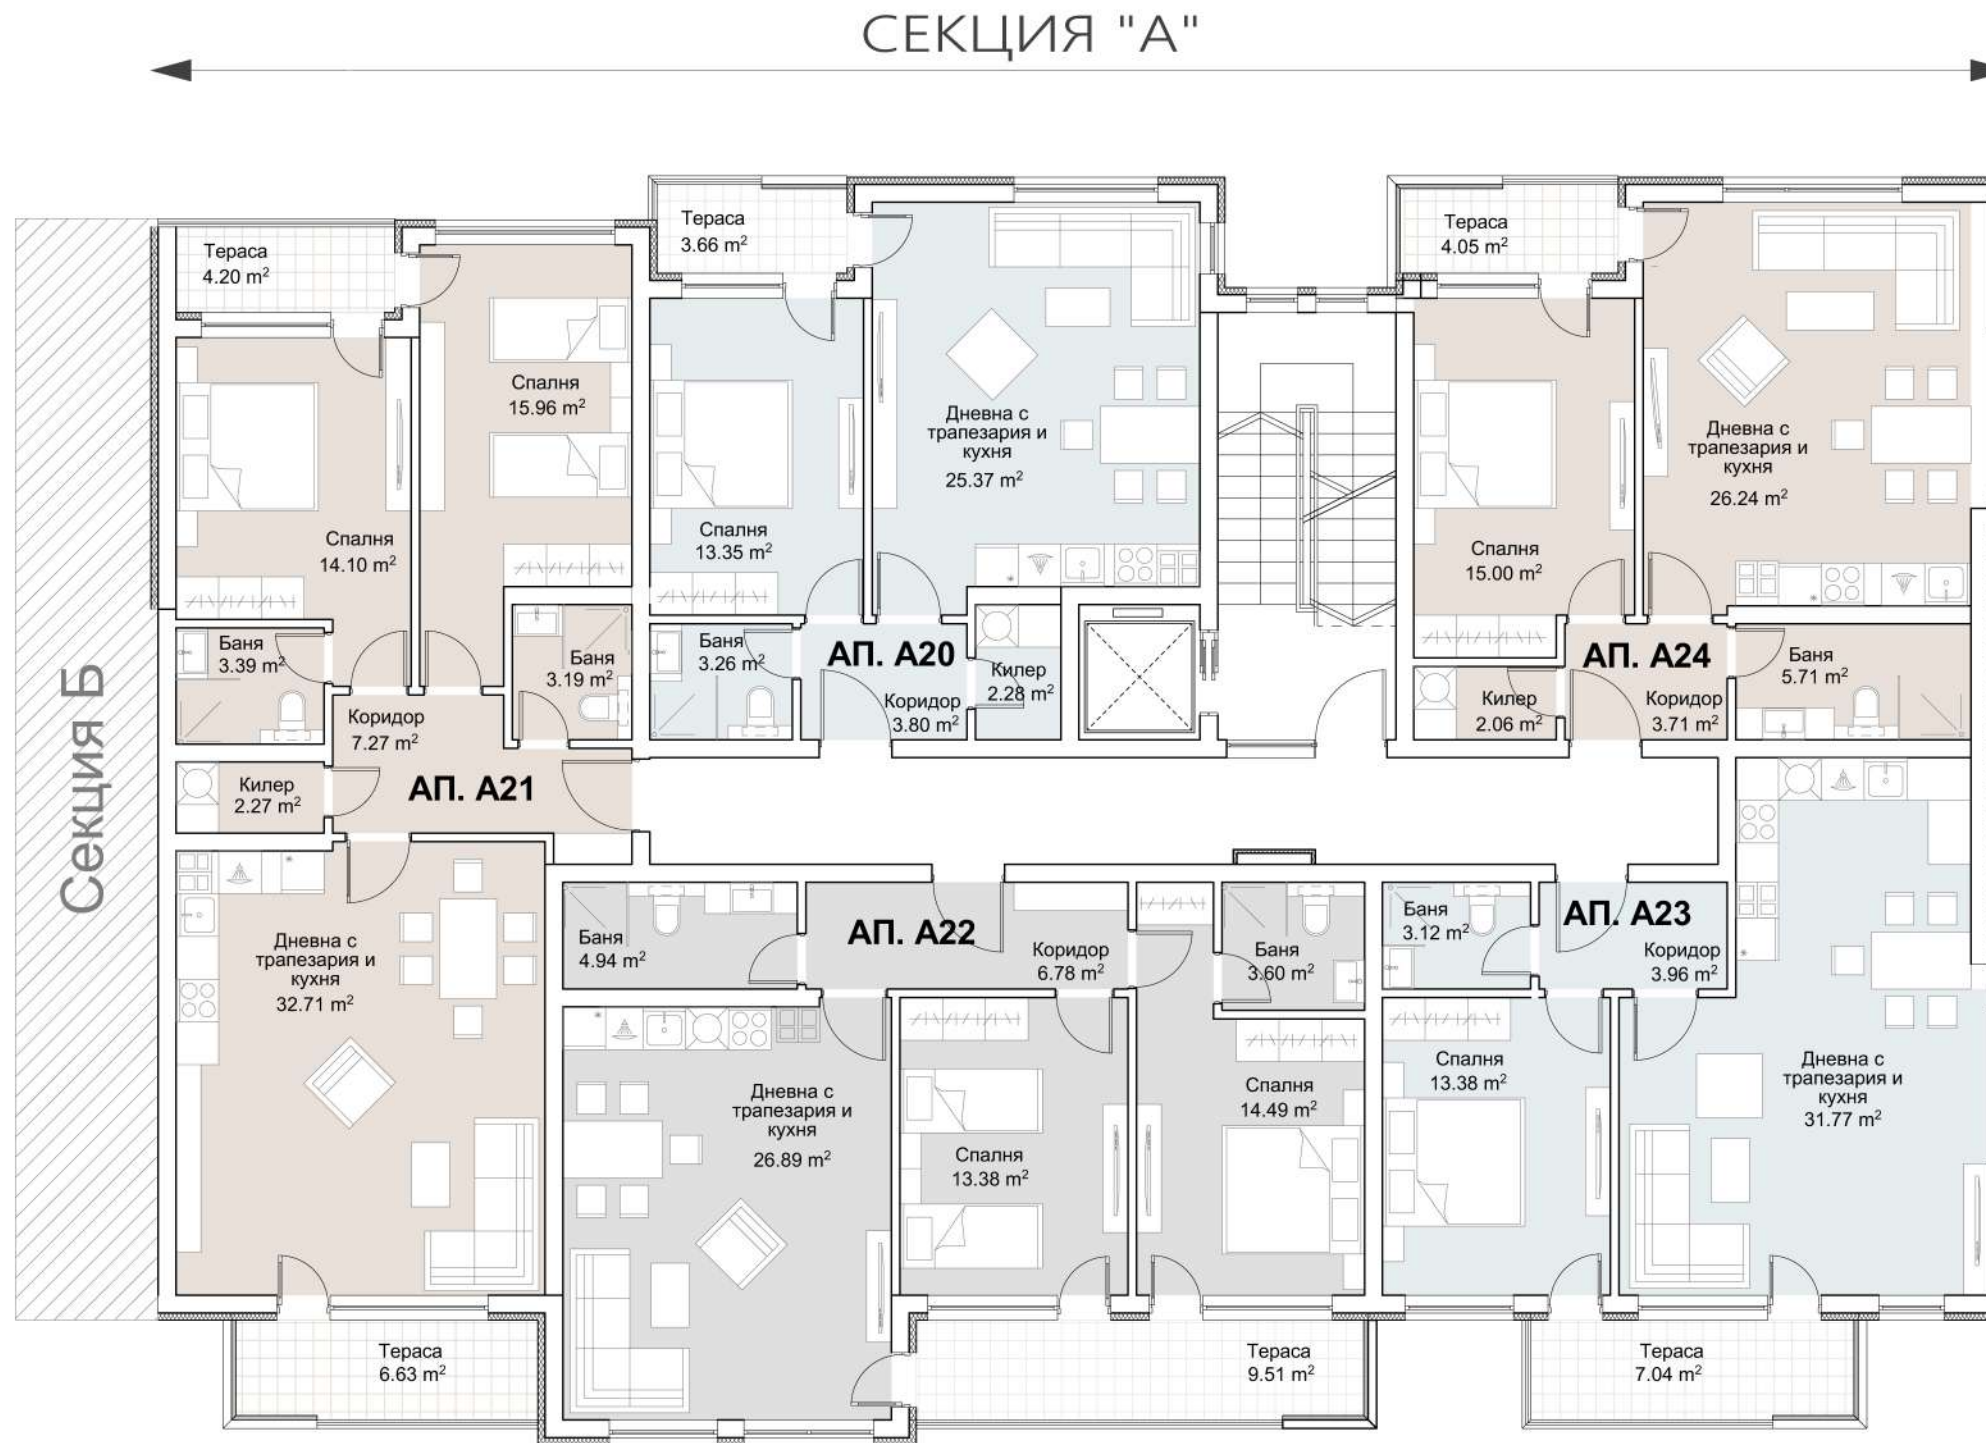 СЕКЦИЯ "А"
Секция Б
Тераса
4.20 m²
Спалня
14.10 m²
Спалня
15.96 m²
Баня
3.39 m²
Баня
3.19 m²
Коридор
7.27 m²
Килер
2.27 m²
АП. А21
Дневна с
трапезария и
кухня
32.71 m²
Тераса
6.63 m²
Тераса
3.66 m²
Спалня
13.35 m²
Дневна с
трапезария и
кухня
25.37 m²
Баня
3.26 m²
АП. А20
Коридор
3.80 m²
Килер
2.28 m²
Тераса
4.05 m²
Спалня
15.00 m²
Дневна с
трапезария и
кухня
26.24 m²
АП. А24
Килер
2.06 m²
Коридор
3.71 m²
Баня
5.71 m²
Баня
4.94 m²
АП. А22
Коридор
6.78 m²
Баня
3.60 m²
Дневна с
трапезария и
кухня
26.89 m²
Спалня
13.38 m²
Спалня
14.49 m²
Тераса
9.51 m²
Баня
3.12 m²
АП. А23
Коридор
3.96 m²
Спалня
13.38 m²
Дневна с
трапезария и
кухня
31.77 m²
Тераса
7.04 m²